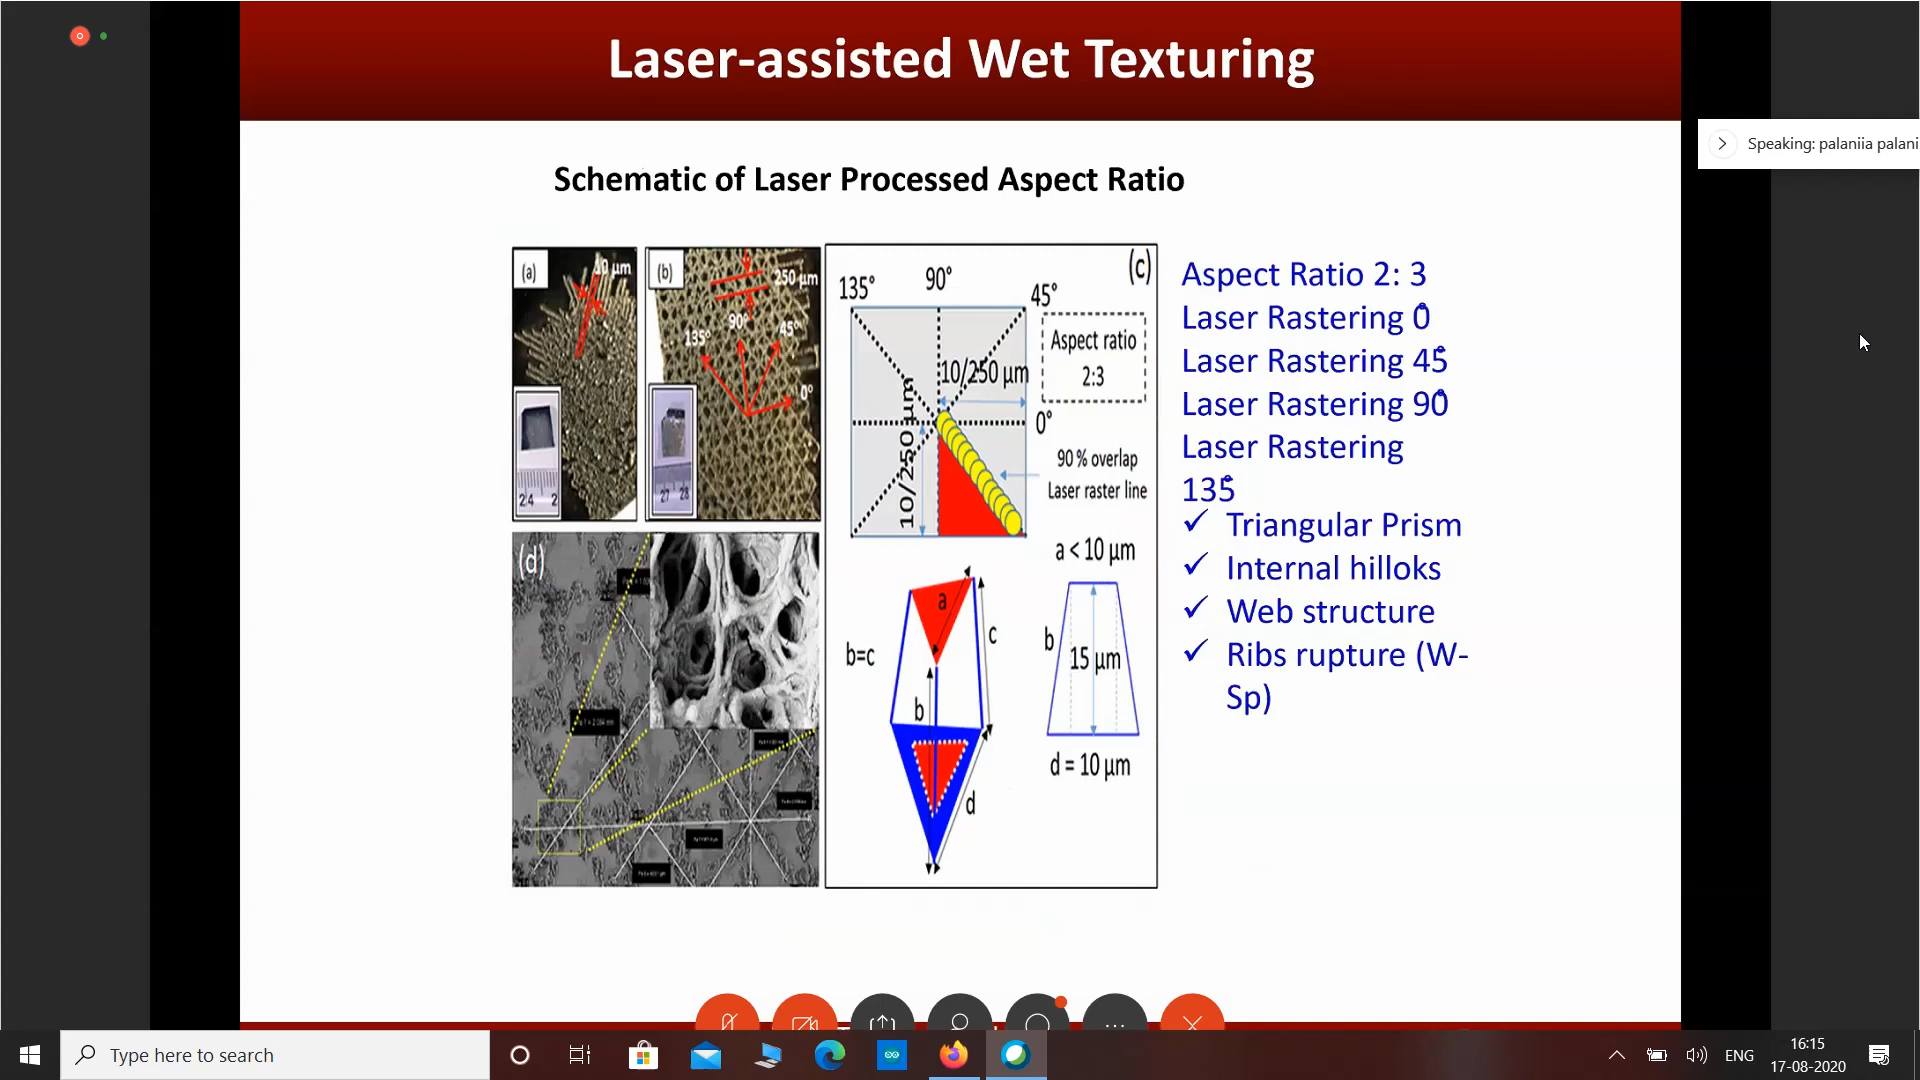 Laser-assisted Wet Texturing
Speaking: palaniia palani
Schematic of Laser Processed Aspect Ratio
(a)
(b)
250 µm
135°
90°
45°
0°
24 2
27 28
(c)
135°
90°
45°
Aspect ratio
2:3
10/250 µm
10/250 µm
0°
90 % overlap
Laser raster line
a < 10 µm
a
b=c
c
b
d
b
15 µm
d = 10 µm
(d)
Aspect Ratio 2: 3
Laser Rastering 0°
Laser Rastering 45°
Laser Rastering 90°
Laser Rastering
135°
✓ Triangular Prism
✓ Internal hilloks
✓ Web structure
✓ Ribs rupture (W-
Sp)
Type here to search
ENG
16:15
17-08-2020